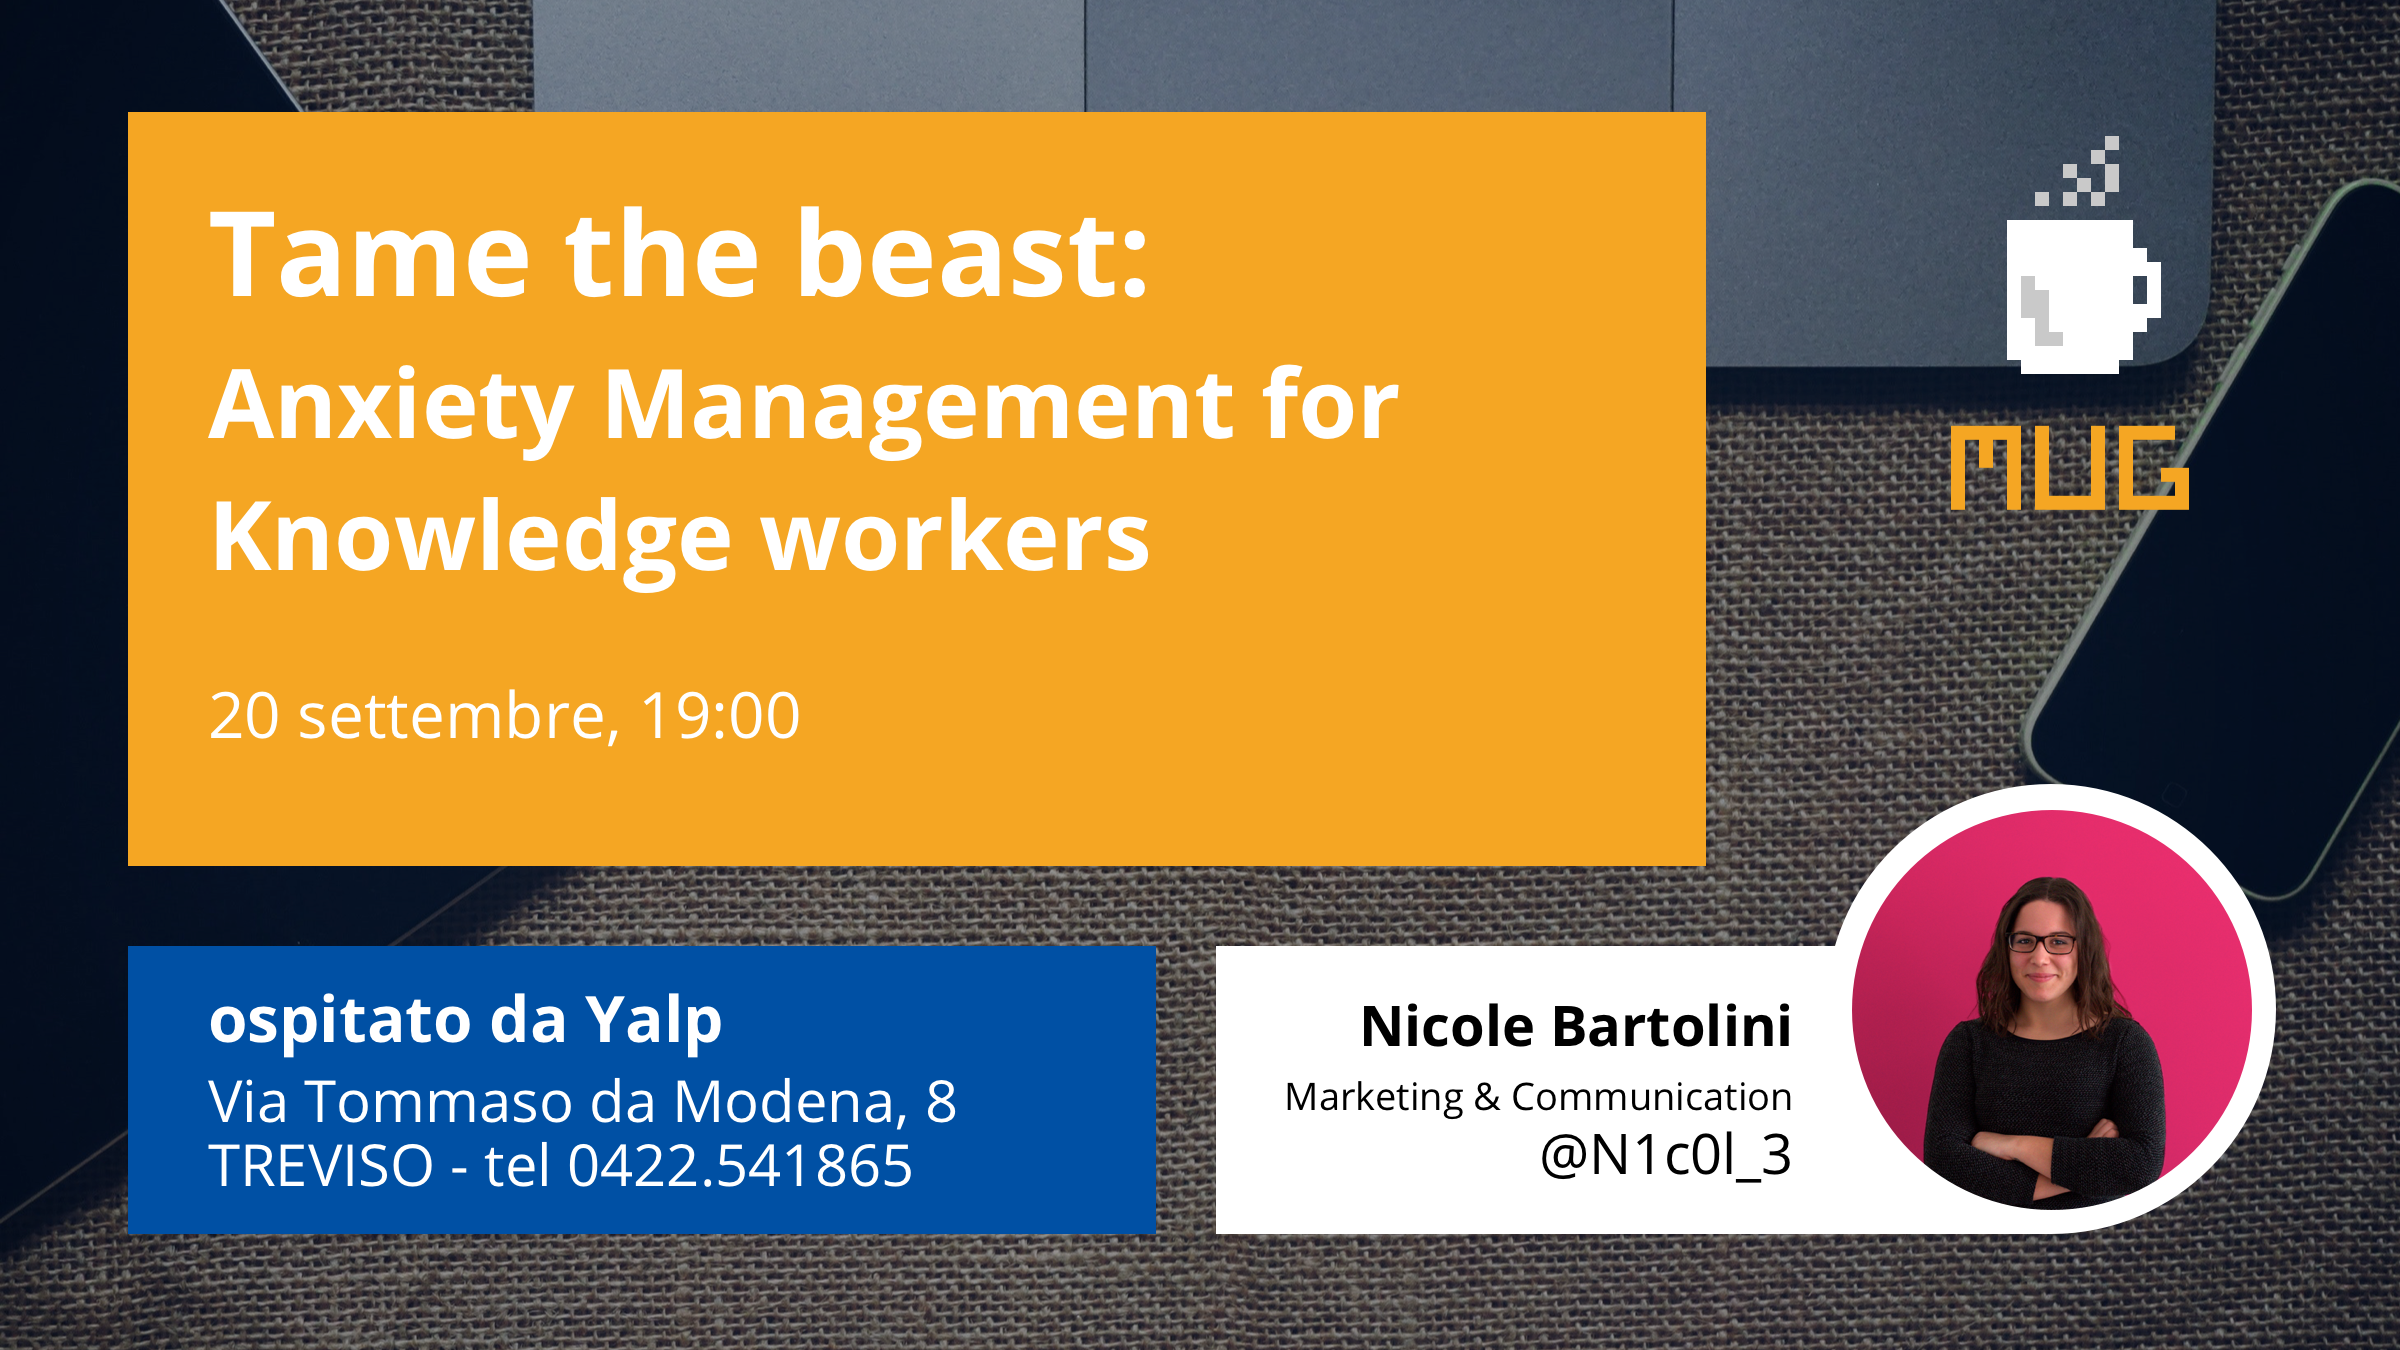 Tame the beast:
Anxiety Management for
Knowledge workers
20 settembre, 19:00
MUG
ospitato da Yalp
Via Tommaso da Modena, 8
TREVISO - tel 0422.541865
Nicole Bartolini
Marketing & Communication
@N1c0l_3